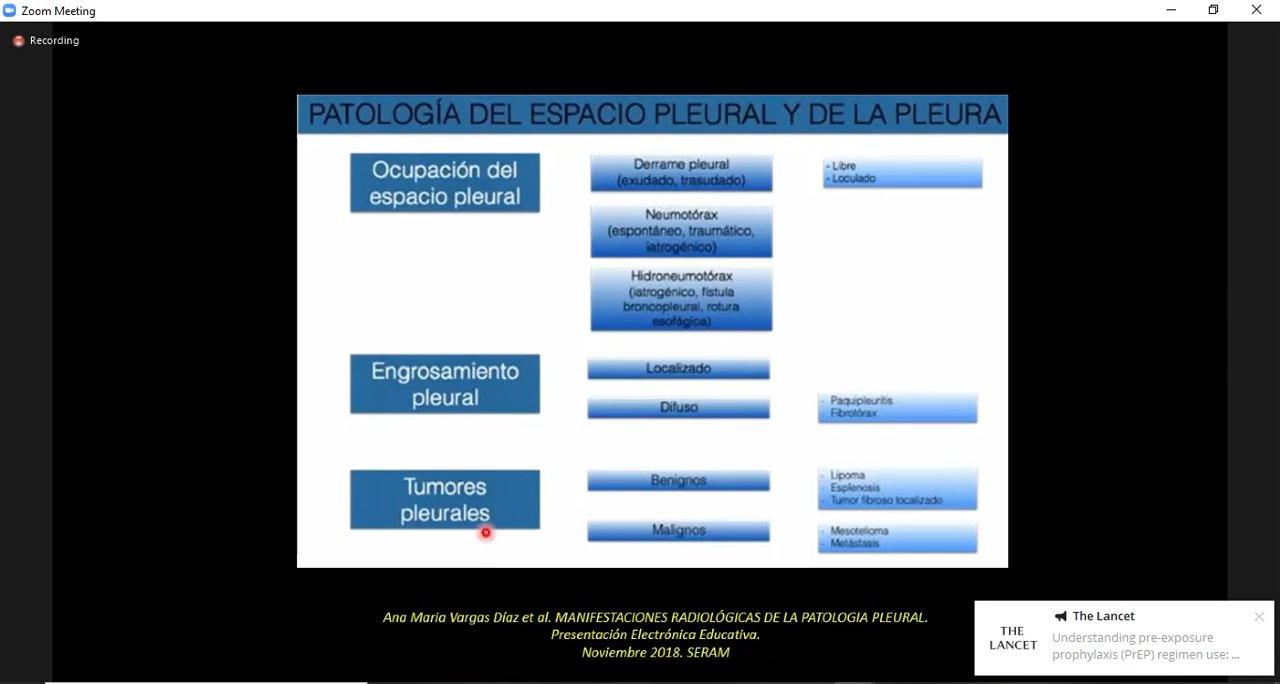 Zoom Meeting
Recording
PATOLOGÍA DEL ESPACIO PLEURAL Y DE LA PLEURA
Ocupación del
espacio pleural
Derrame pleural
(exudado, trasudado)
- Libre
- Loculado
Neumotórax
(espontáneo, traumático,
iatrogénico)
Hidroneumotórax
(iatrogénico, fístula
broncopleural, rotura
esofágica)
Engrosamiento
pleural
Localizado
Difuso
- Paquipleuritis
- Fibrotórax
Tumores
pleurales
Benignos
- Lipoma
- Esplenosis
- Tumor fibroso localizado
Malignos
- Mesotelioma
- Metástasis
Ana Maria Vargas Díaz et al. MANIFESTACIONES RADIOLÓGICAS DE LA PATOLOGIA PLEURAL.
Presentación Electrónica Educativa.
Noviembre 2018. SERAM
THE
LANCET
The Lancet
Understanding pre-exposure
prophylaxis (PrEP) regimen use: ...